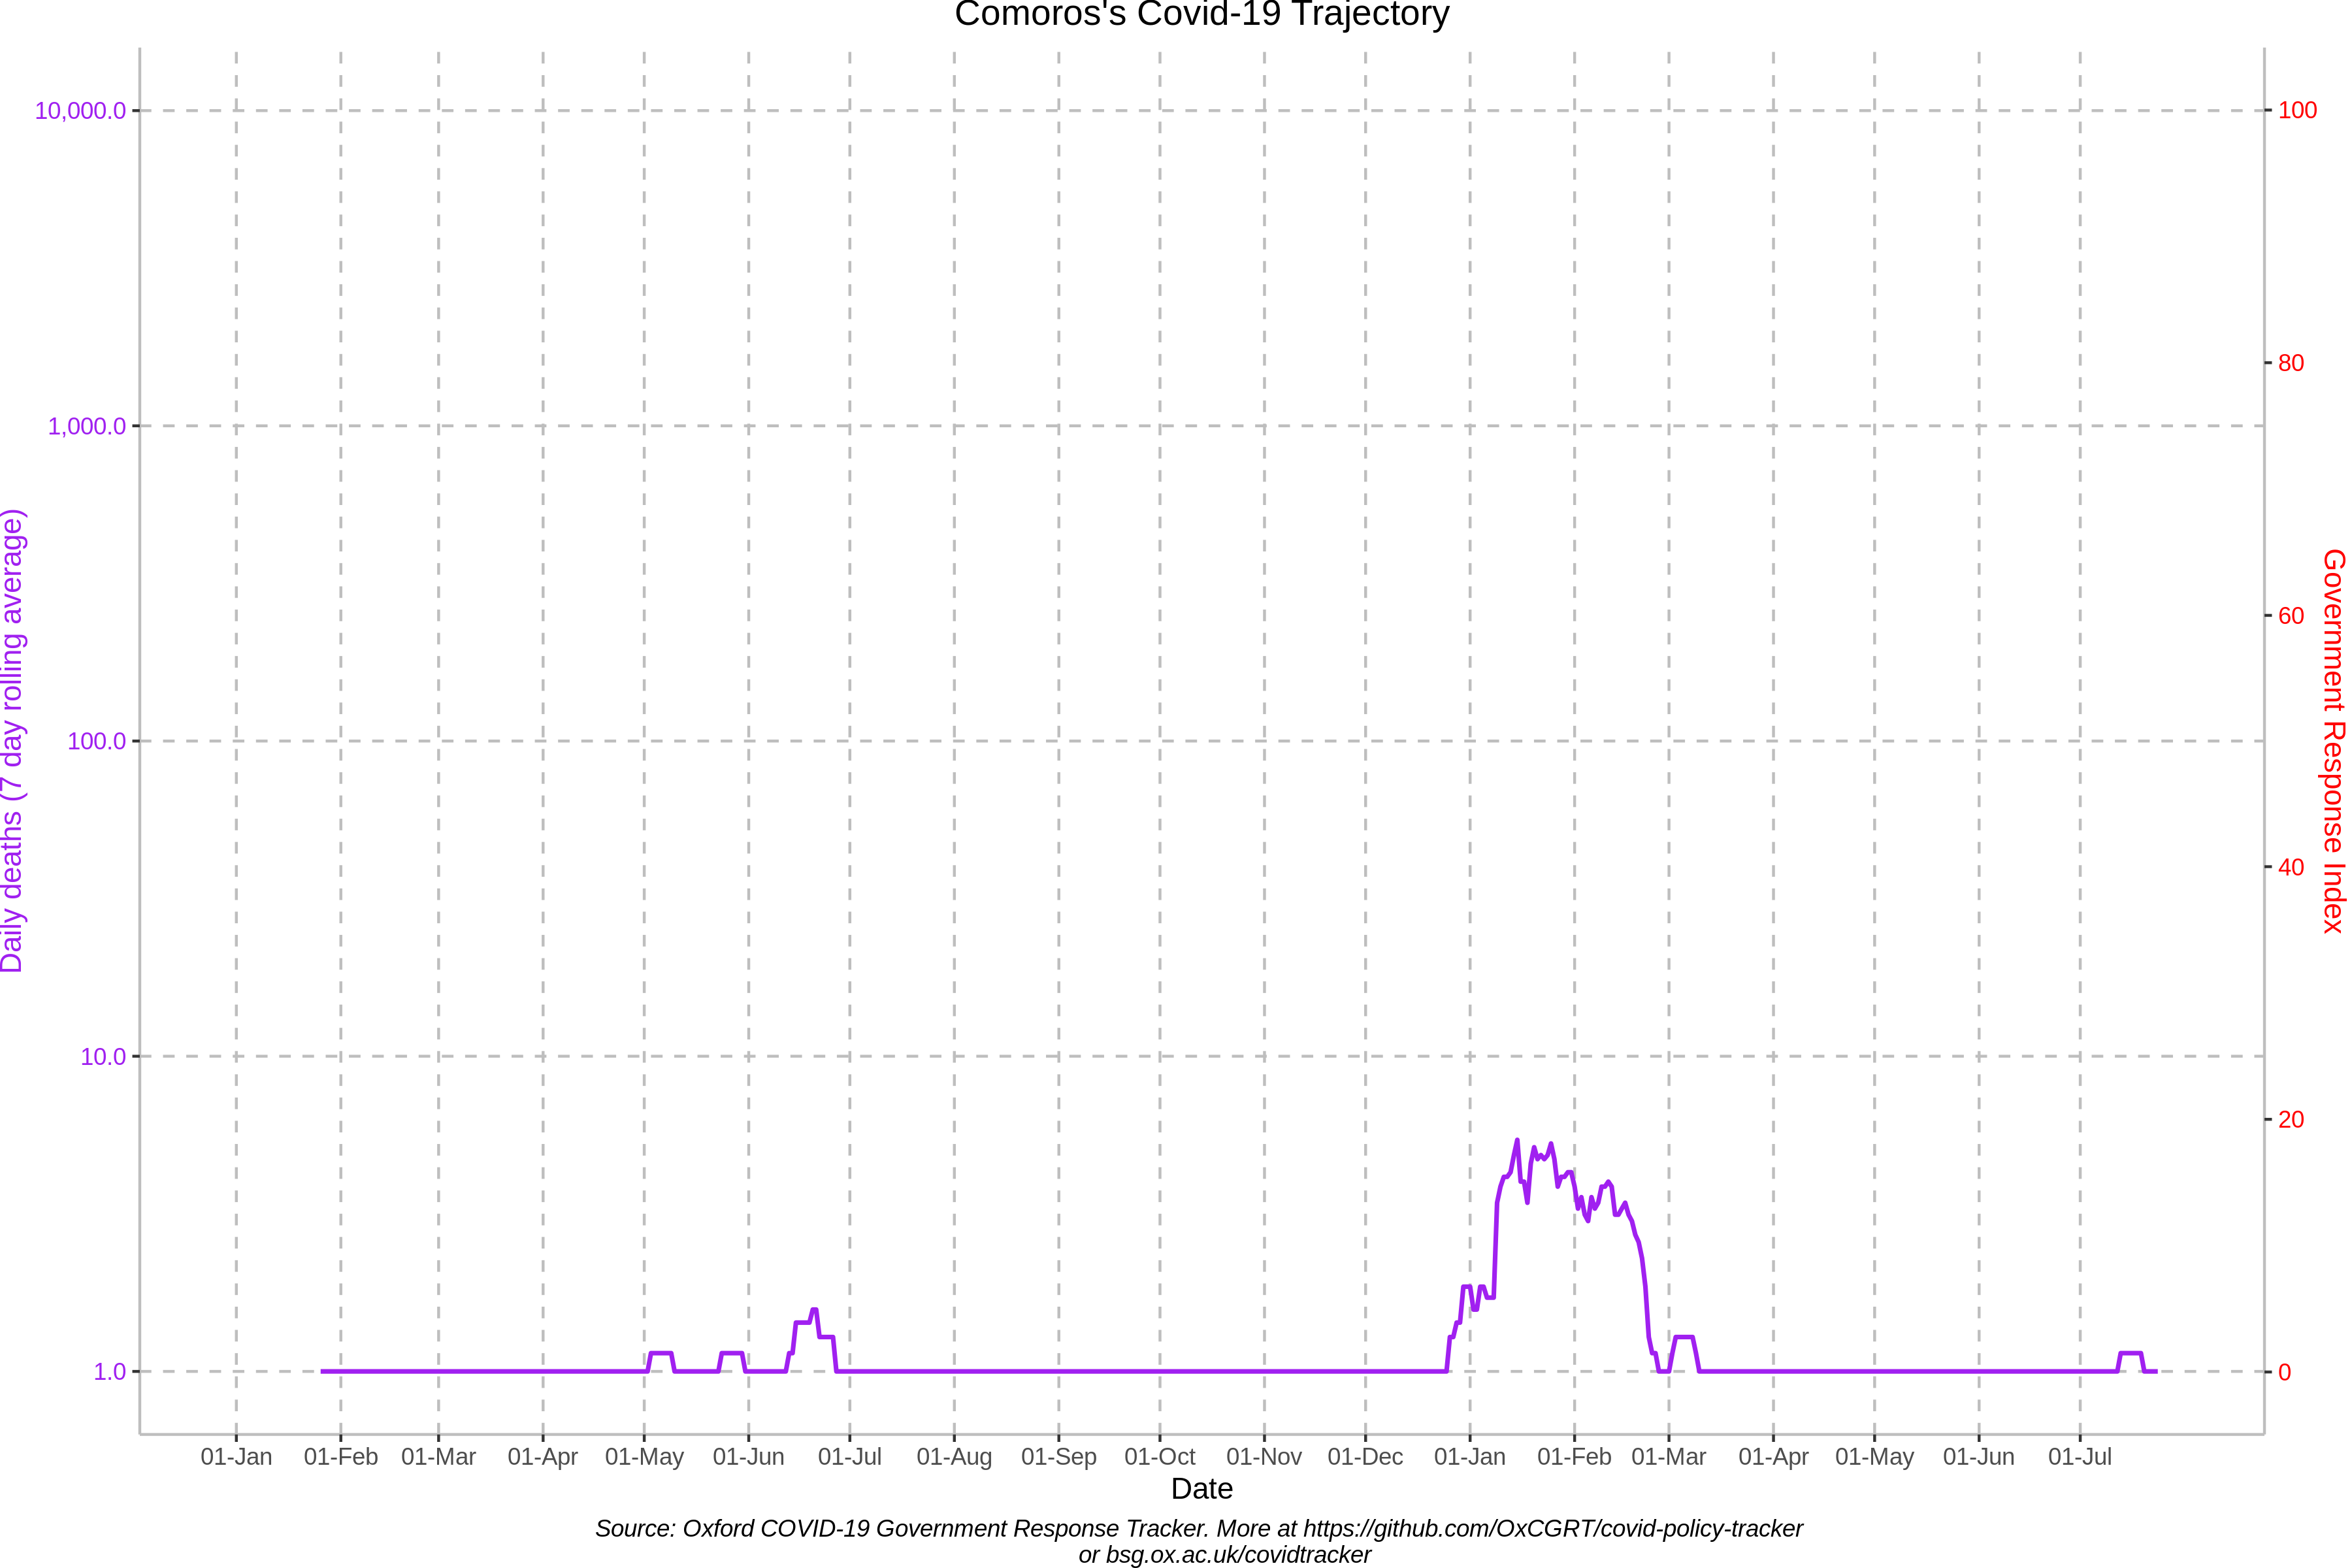 Comoros's Covid-19 Trajectory
Daily deaths (7 day rolling average)
10,000.0
1,000.0
100.0
10.0
1.0
100
80
60
40
20
0
Government Response Index
01-Jan 01-Feb 01-Mar 01-Apr 01-May 01-Jun 01-Jul 01-Aug 01-Sep 01-Oct 01-Nov 01-Dec 01-Jan 01-Feb 01-Mar 01-Apr 01-May 01-Jun 01-Jul
Date
Source: Oxford COVID-19 Government Response Tracker. More at https://github.com/OxCGRT/covid-policy-tracker
or bsg.ox.ac.uk/covidtracker